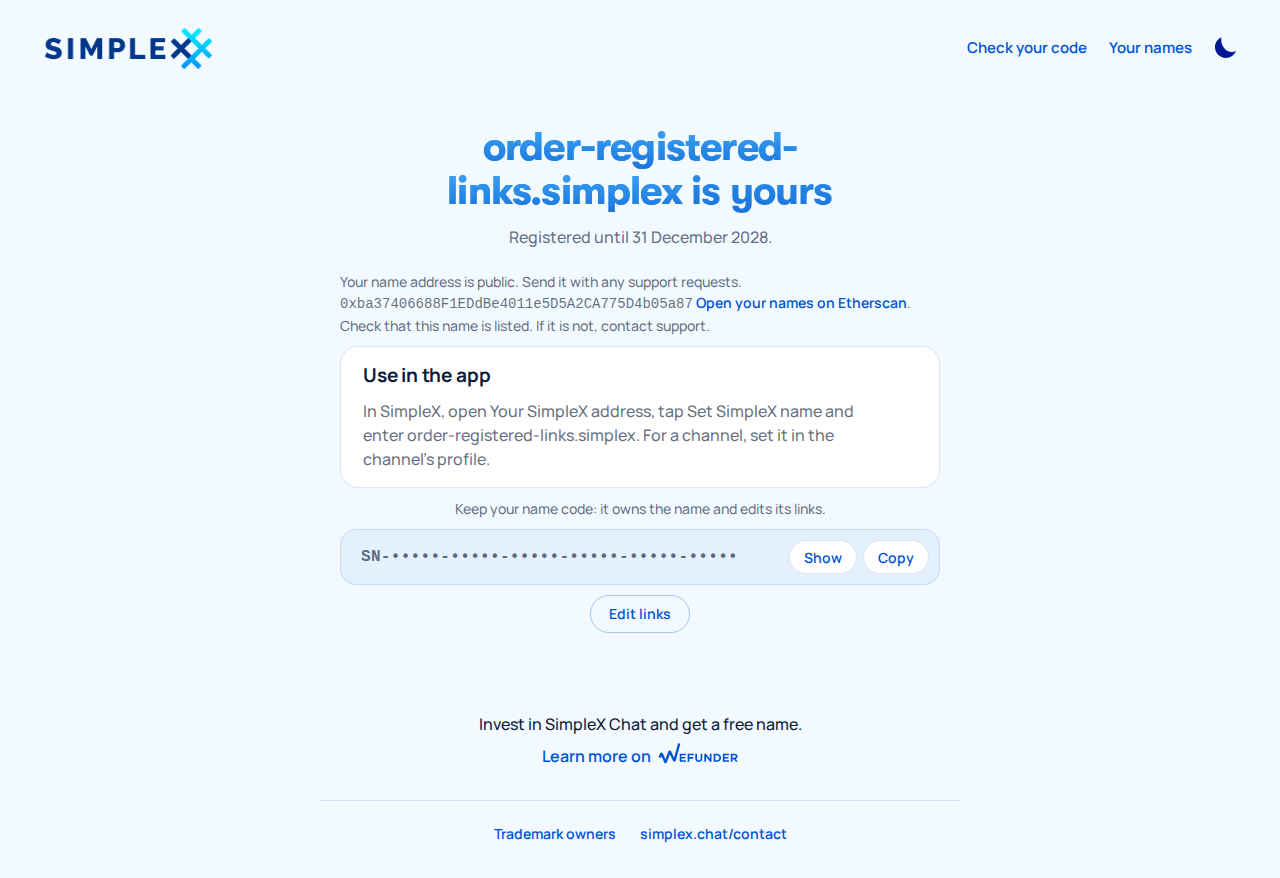 SIMPLEX
Check your code
Your names
order-registered-
links.simplex is yours
Registered until 31 December 2028.
Your name address is public. Send it with any support requests.
0xba37406688F1EDdBe4011e5D5A2CA775D4b05a87 Open your names on Etherscan.
Check that this name is listed. If it is not, contact support.
Use in the app
In SimpleX, open Your SimpleX address, tap Set SimpleX name and
enter order-registered-links.simplex. For a channel, set it in the
channel's profile.
Keep your name code: it owns the name and edits its links.
SN-•••••-•••••-•••••-•••••-•••••-•••••
Show
Copy
Edit links
Invest in SimpleX Chat and get a free name.
Learn more on WEFUNDER
Trademark owners
simplex.chat/contact